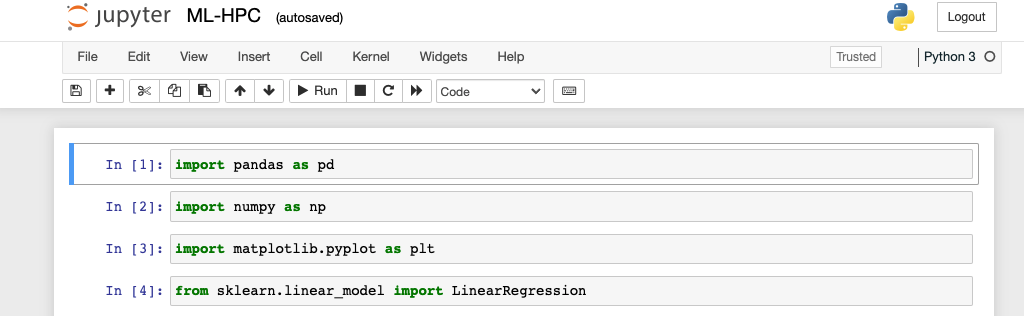 jupyter ML-HPC (autosaved) Logout
File Edit View Insert Cell Kernel Widgets Help Trusted Python 3
Run Code
In [1]: import pandas as pd
In [2]: import numpy as np
In [3]: import matplotlib.pyplot as plt
In [4]: from sklearn.linear_model import LinearRegression